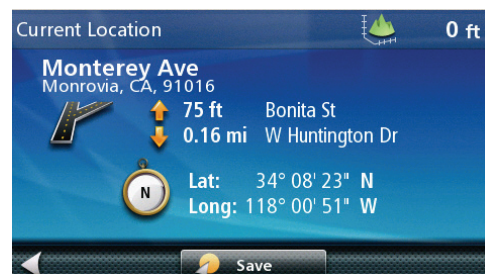 Current Location 0 ft
Monterey Ave
Monrovia, CA, 91016
75 ft Bonita St
0.16 mi W Huntington Dr
N
Lat: 34° 08' 23" N
Long: 118° 00' 51" W
Save